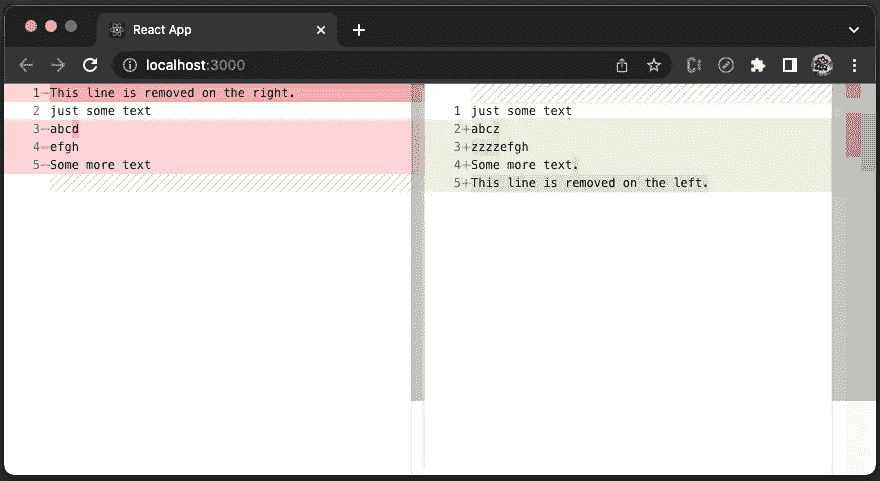 React App
localhost:3000
1-This line is removed on the right.
2 just some text
3-abcd
4-efgh
5-Some more text
1 just some text
2+abcz
3+zzzzefgh
4+Some more text.
5+This line is removed on the left.